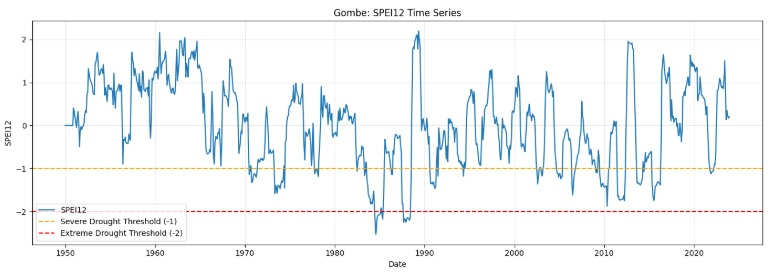 Gombe: SPEI12 Time Series
SPEI12
2
1
0
−1
−2
SPEI12
Severe Drought Threshold (-1)
Extreme Drought Threshold (-2)
1950
1960
1970
1980
1990
2000
2010
2020
Date